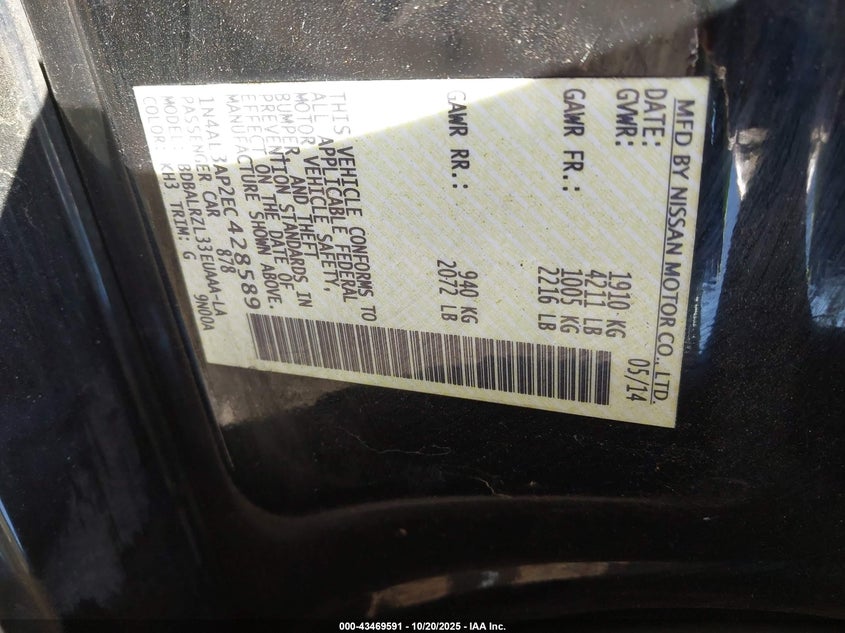 MFD BY NISSAN MOTOR CO., LTD.
DATE: 05/14
GVWR: 1910 KG
4211 LB
GAWR FR.: 1005 KG
2216 LB
GAWR RR.: 940 KG
2072 LB
THIS VEHICLE CONFORMS TO
ALL APPLICABLE FEDERAL
MOTOR VEHICLE SAFETY,
BUMPER, AND THEFT
PREVENTION STANDARDS IN
EFFECT ON THE DATE OF
MANUFACTURE SHOWN ABOVE.
1N4AL3AP2EC428589
PASSENGER CAR 878
MODEL: BDBALRZL33EUAAA-LA
COLOR: KH3 TRIM: G 9N00A
000-43469591 | 10/20/2025 - IAA Inc.